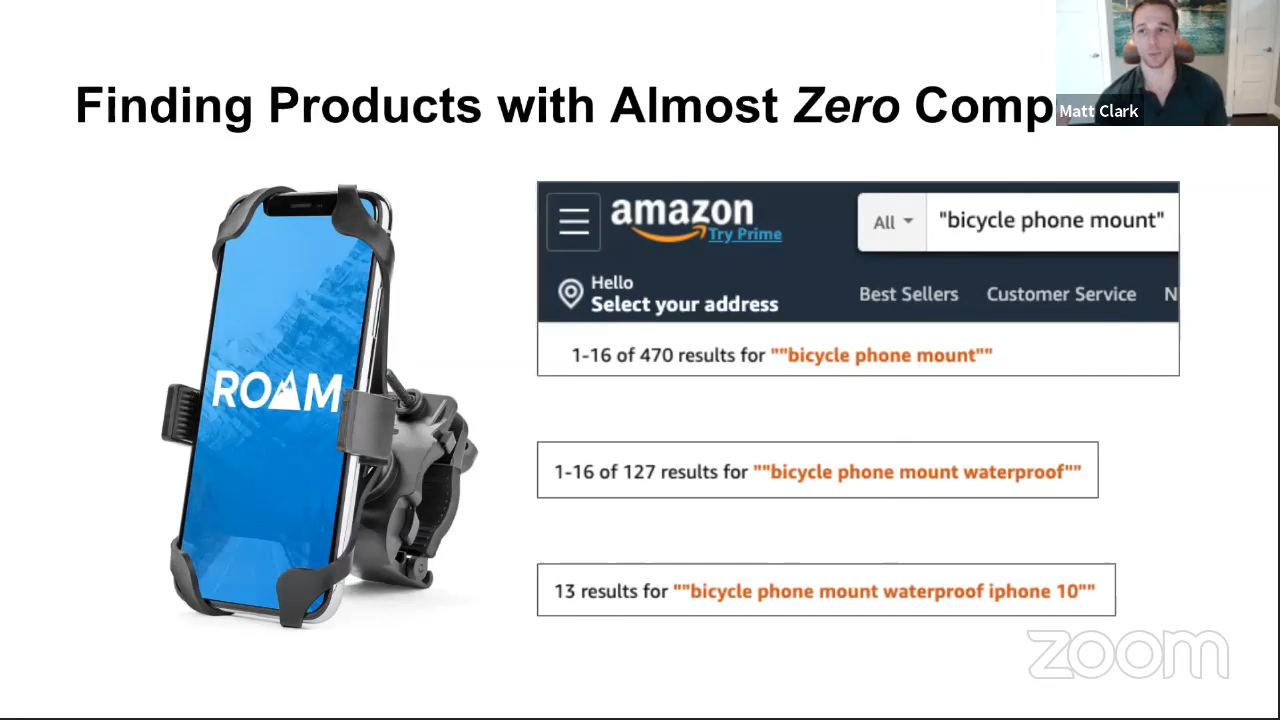 Finding Products with Almost Zero Comp
Matt Clark
ROAM
amazon
Try Prime
All
"bicycle phone mount"
Hello
Select your address
Best Sellers
Customer Service
N
1-16 of 470 results for ""bicycle phone mount""
1-16 of 127 results for ""bicycle phone mount waterproof""
13 results for ""bicycle phone mount waterproof iphone 10""
zoom